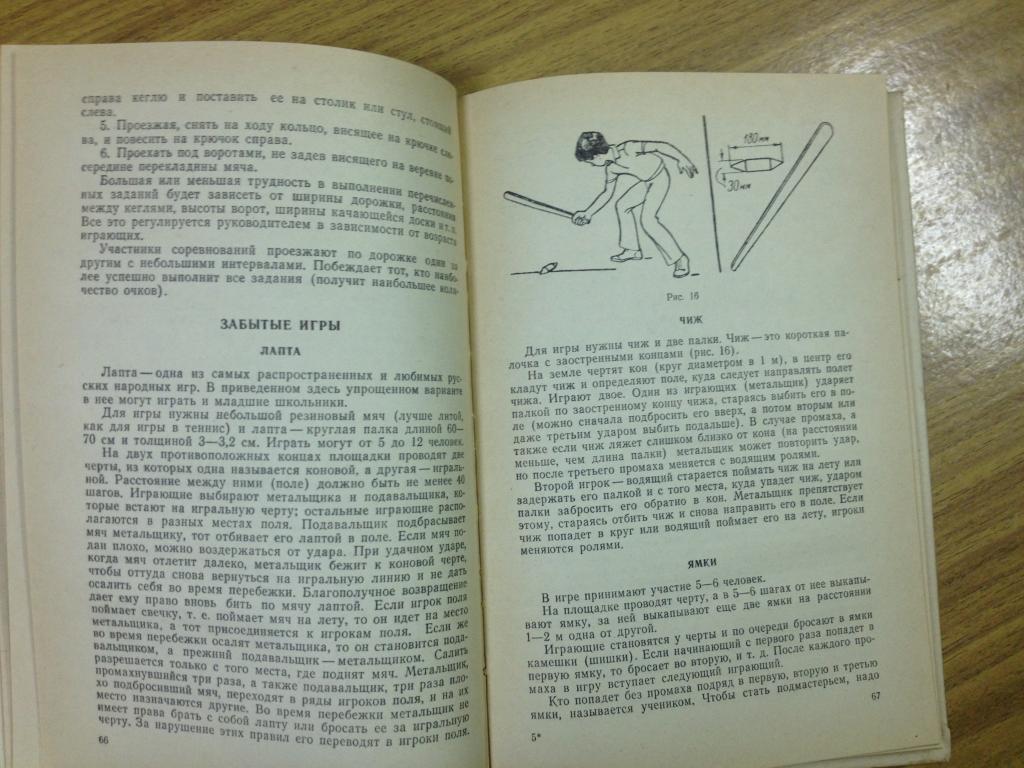 справа кеглю и поставить ее на столик или стул, стоящий
слева.
5. Проезжая, снять на ходу кольцо, висящее на крючке сле-
ва, и повесить на крючок справа.
6. Проехать под воротами, не задев висящего на веревке по-
середине перекладины мяча.
Большая или меньшая трудность в выполнении перечислен-
ных заданий будет зависеть от ширины дорожки, расстояния
между кеглями, высоты ворот, ширины качающейся доски и т. п.
Все это регулируется руководителем в зависимости от возраста
играющих.
Участники соревнований проезжают по дорожке один за
другим с небольшими интервалами. Побеждает тот, кто наибо-
лее успешно выполнит все задания (получит наибольшее коли-
чество очков).
ЗАБЫТЫЕ ИГРЫ
ЛАПТА
Лапта — одна из самых распространенных и любимых рус-
ских народных игр. В приведенном здесь упрощенном варианте
в нее могут играть и младшие школьники.
Для игры нужны небольшой резиновый мяч (лучше литой,
как для игры в теннис) и лапта — круглая палка длиной 60—
70 см и толщиной 3—3,2 см. Играть могут от 5 до 12 человек.
На двух противоположных концах площадки проводят две
черты, из которых одна называется коновой, а другая — играль-
ной. Расстояние между ними (поле) должно быть не менее 40
шагов. Играющие выбирают метальщика и подавальщика, ко-
торые встают на игральную черту; остальные играющие распо-
лагаются в разных местах поля. Подавальщик подбрасывает
мяч метальщику, тот отбивает его лаптой в поле. Если мяч по-
дан плохо, можно воздержаться от удара. При удачном ударе,
когда мяч отлетит далеко, метальщик бежит к коновой черте,
чтобы оттуда снова вернуться на игральную линию и не дать
осалить себя во время перебежки. Благополучное возвращение
дает ему право вновь бить по мячу лаптой. Если игрок поля
поймает свечку, т. е. поймает мяч на лету, то он идет на место
метальщика, а тот присоединяется к игрокам поля. Если же
во время перебежки осалят метальщика, то он становится пода-
вальщиком, а прежний подавальщик — метальщиком. Салить
разрешается только с того места, где поднят мяч. Метальщик,
промахнувшийся три раза, а также подавальщик, три раза пло-
хо подбросивший мяч, переходят в ряды игроков поля, и на их
место назначаются другие. Во время перебежки метальщик не
имеет права брать с собой лапту или бросать ее за игральную
черту. За нарушение этих правил его переводят в игроки поля.
66
180 мм
30 мм
Рис. 16
ЧИЖ
Для игры нужны чиж и две палки. Чиж — это короткая па-
лочка с заостренными концами (рис. 16).
На земле чертят кон (круг диаметром в 1 м), в центр его
кладут чиж и определяют поле, куда следует направлять полет
чижа. Играют двое. Один из играющих (метальщик) ударяет
палкой по заостренному концу чижа, стараясь выбить его в по-
ле (можно сначала подбросить его вверх, а потом вторым или
даже третьим ударом выбить подальше). В случае промаха, а
также если чиж ляжет слишком близко от кона (на расстоянии
меньше, чем длина палки) метальщик может повторить удар,
но после третьего промаха меняется с водящим ролями.
Второй игрок — водящий старается поймать чиж на лету или
задержать его палкой и с того места, куда упадет чиж, ударом
палки забросить его обратно в кон. Метальщик препятствует
этому, стараясь отбить чиж и снова направить его в поле. Если
чиж попадет в круг или водящий поймает его на лету, игроки
меняются ролями.
ЯМКИ
В игре принимают участие 5—6 человек.
На площадке проводят черту, а в 5—6 шагах от нее выкапы-
вают ямку, за ней выкапывают еще две ямки на расстоянии
1—2 м одна от другой.
Играющие становятся у черты и по очереди бросают в ямки
камешки (шишки). Если начинающий с первого раза попадет в
первую ямку, то бросает во вторую, и т. д. После каждого про-
маха в игру вступает следующий играющий.
Кто попадет без промаха подряд в первую, вторую и третью
ямки, называется учеником. Чтобы стать подмастерьем, надо
5*
67